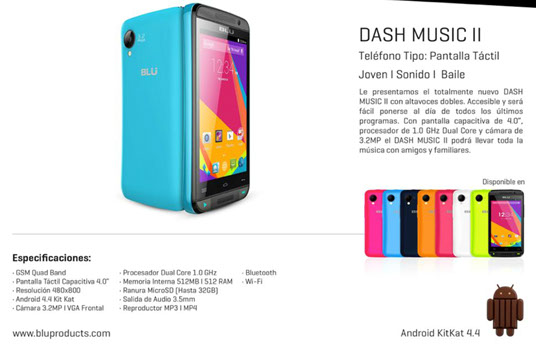 DASH MUSIC II
Teléfono Tipo: Pantalla Táctil
Joven I Sonido I Baile
Le presentamos el totalmente nuevo DASH
MUSIC II con altavoces dobles. Accesible y será
fácil ponerse al día de todos los últimos
programas. Con pantalla capacitiva de 4.0",
procesador de 1.0 GHz Dual Core y cámara de
3.2MP el DASH MUSIC II podrá llevar toda la
música con amigos y familiares.
BLU
BLU
Disponible en
Especificaciones:
· GSM Quad Band
· Pantalla Táctil Capacitiva 4.0"
· Resolución 480x800
· Android 4.4 Kit Kat
· Cámara 3.2MP I VGA Frontal
· Procesador Dual Core 1.0 GHz
· Memoria Interna 512MB I 512 RAM
· Ranura MicroSD (Hasta 32GB)
· Salida de Audio 3.5mm
· Reproductor MP3 I MP4
· Bluetooth
· Wi-Fi
www.bluproducts.com
Android KitKat 4.4